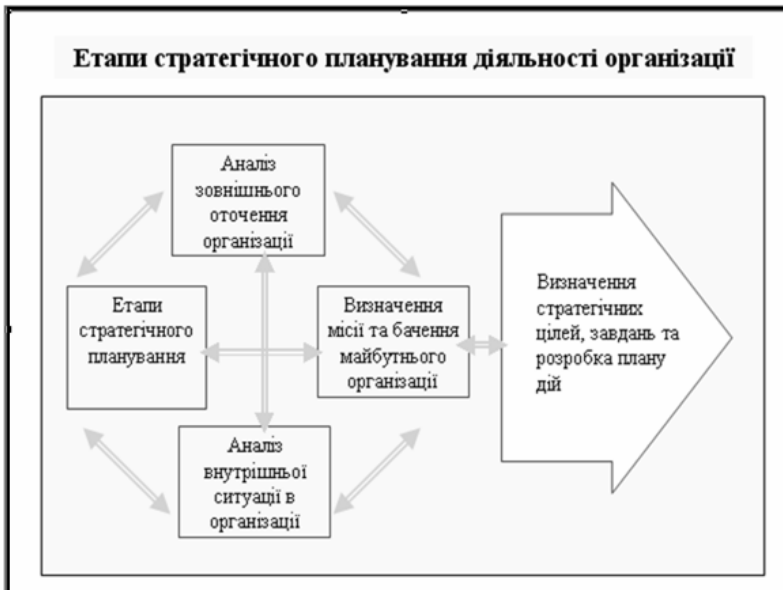 Етапи стратегічного планування діяльності організації
Аналіз
зовнішнього
оточення
організації
Етапи
стратегічного
планування
Визначення
місії та бачення
майбутнього
організації
Визначення
стратегічних
цілей, завдань та
розробка плану
дій
Аналіз
внутрішньої
ситуації в
організації